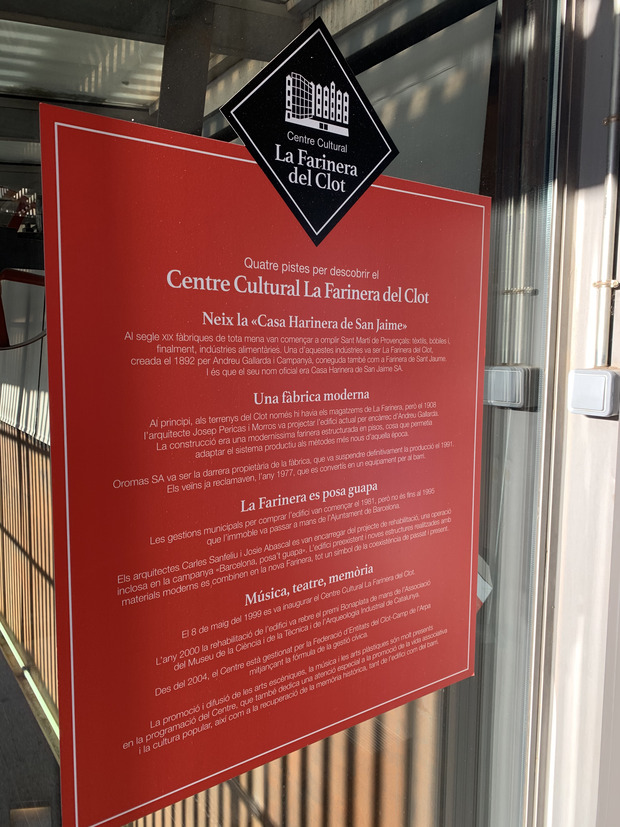 Centre Cultural
La Farinera
del Clot
Quatre pistes per descobrir el
Centre Cultural La Farinera del Clot
Neix la «Casa Harinera de San Jaime»
Al segle XIX fàbriques de tota mena van començar a omplir Sant Martí de Provençals: tèxtils, bòbiles i,
finalment, indústries alimentàries. Una d'aquestes indústries va ser La Farinera del Clot,
creada el 1892 per Andreu Gallarda i Campanyà, coneguda també com a Farinera de Sant Jaume.
I és que el seu nom oficial era Casa Harinera de San Jaime SA.
Una fàbrica moderna
Al principi, als terrenys del Clot només hi havia els magatzems de La Farinera, però el 1908
l'arquitecte Josep Pericas i Morros va projectar l'edifici actual per encàrrec d'Andreu Gallarda.
La construcció era una moderníssima farinera estructurada en pisos, cosa que permetia
adaptar el sistema productiu als mètodes més nous d'aquella època.
Oromas SA va ser la darrera propietària de la fàbrica, que va suspendre definitivament la producció el 1991.
Els veïns ja reclamaven, l'any 1977, que es convertís en un equipament per al barri.
La Farinera es posa guapa
Les gestions municipals per comprar l'edifici van començar el 1981, però no és fins al 1995
que l'immoble va passar a mans de l'Ajuntament de Barcelona.
Els arquitectes Carles Sanfeliu i Josie Abascal es van encarregar del projecte de rehabilitació, una operació
inclosa en la campanya «Barcelona, posa't guapa». L'edifici preexistent i noves estructures realitzades amb
materials moderns es combinen en la nova Farinera, tot un símbol de la coexistència de passat i present.
Música, teatre, memòria
El 8 de maig del 1999 es va inaugurar el Centre Cultural La Farinera del Clot.
L'any 2000 la rehabilitació de l'edifici va rebre el premi Bonaplata de mans de l'Associació
del Museu de la Ciència i de la Tècnica i de l'Arqueologia Industrial de Catalunya.
Des del 2004, el Centre està gestionat per la Federació d'Entitats del Clot-Camp de l'Arpa
mitjançant la fórmula de la gestió cívica.
La promoció i difusió de les arts escèniques, la música i les arts plàstiques són molt presents
en la programació del Centre, que també dedica una atenció especial a la promoció de la vida associativa
i la cultura popular, així com a la recuperació de la memòria històrica, tant de l'edifici com del barri.